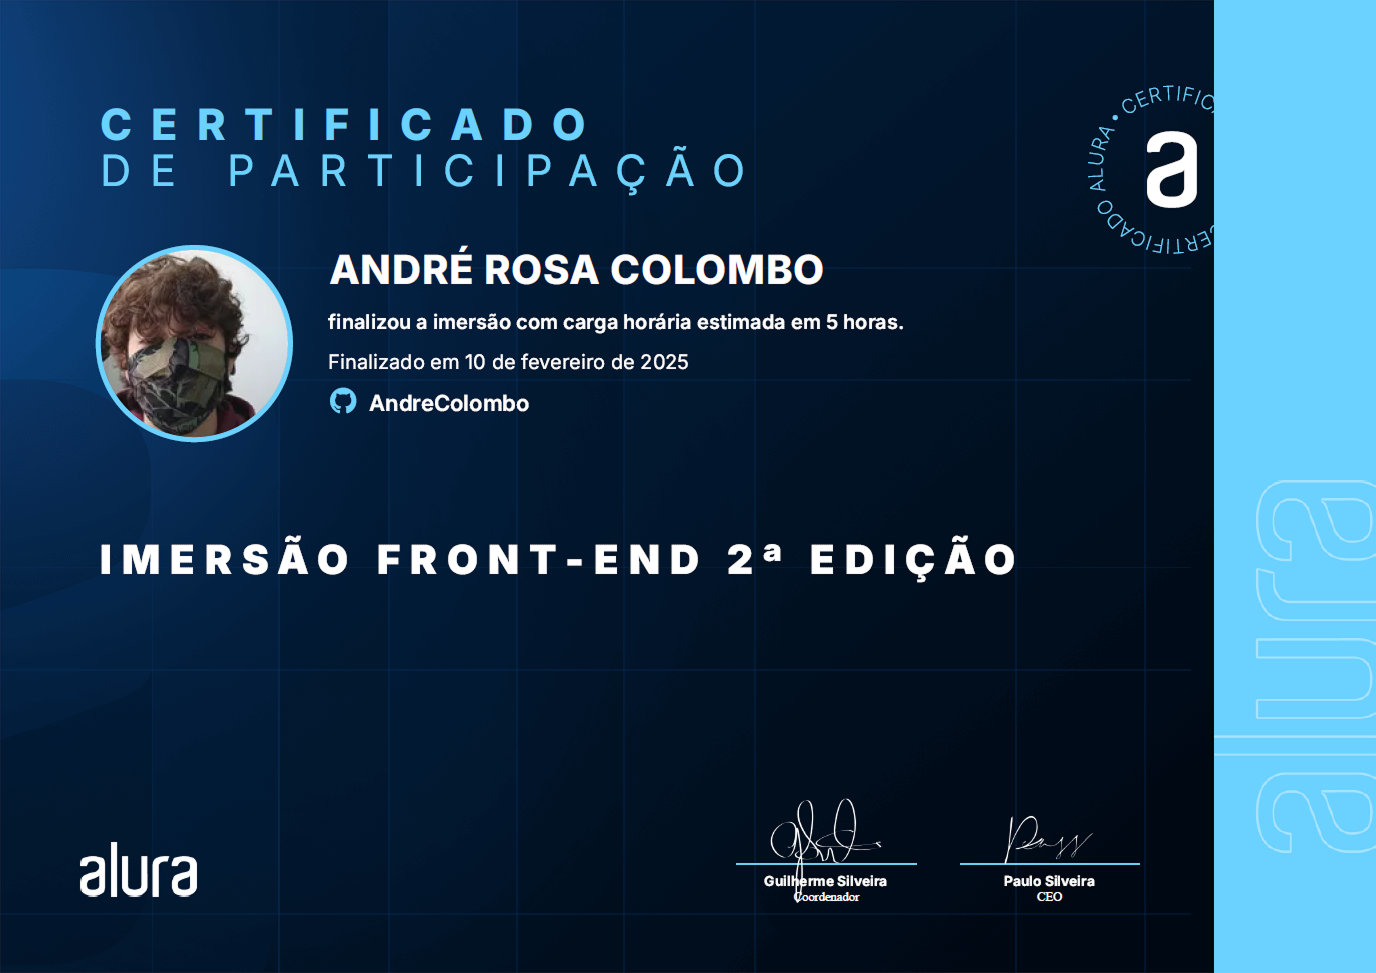 CERTIFICADO
DE PARTICIPAÇÃO
CERTIFICADO ALURA • CERTIFIC
a
ANDRÉ ROSA COLOMBO
finalizou a imersão com carga horária estimada em 5 horas.
Finalizado em 10 de fevereiro de 2025
AndreColombo
IMERSÃO FRONT-END 2ª EDIÇÃO
alura
Guilherme Silveira
Coordenador
Paulo Silveira
CEO
alura